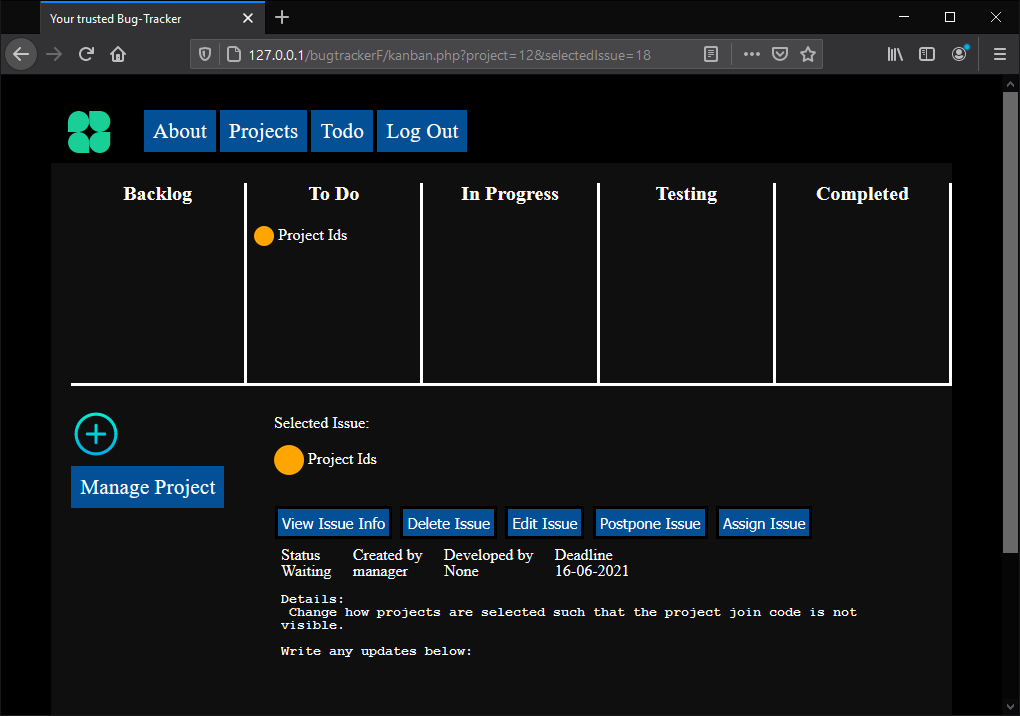 Your trusted Bug-Tracker
127.0.0.1/bugtrackerF/kanban.php?project=12&selectedIssue=18
About Projects Todo Log Out
Backlog To Do In Progress Testing Completed
Project Ids
Selected Issue:
Project Ids
Manage Project
View Issue Info Delete Issue Edit Issue Postpone Issue Assign Issue
Status Created by Developed by Deadline
Waiting manager None 16-06-2021
Details:
Change how projects are selected such that the project join code is not
visible.
Write any updates below: